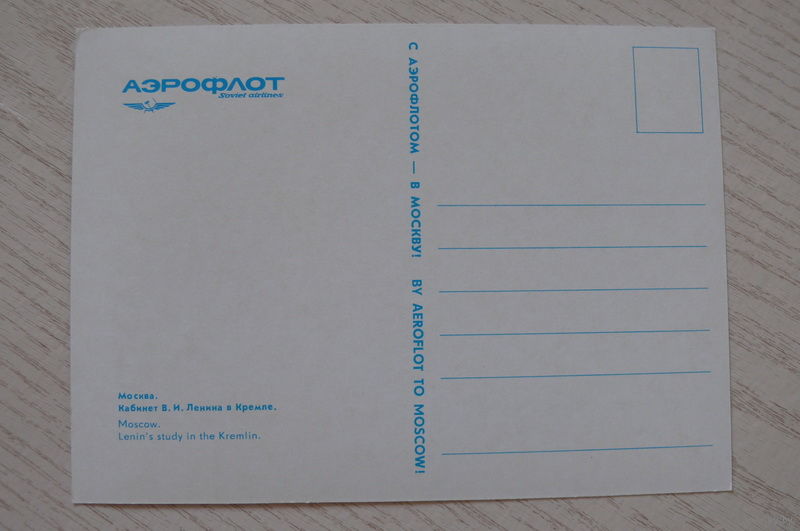 АЭРОФЛОТ
Soviet airlines
С АЭРОФЛОТОМ — В МОСКВУ! BY AEROFLOT TO MOSCOW!
Москва.
Кабинет В. И. Ленина в Кремле.
Moscow.
Lenin's study in the Kremlin.